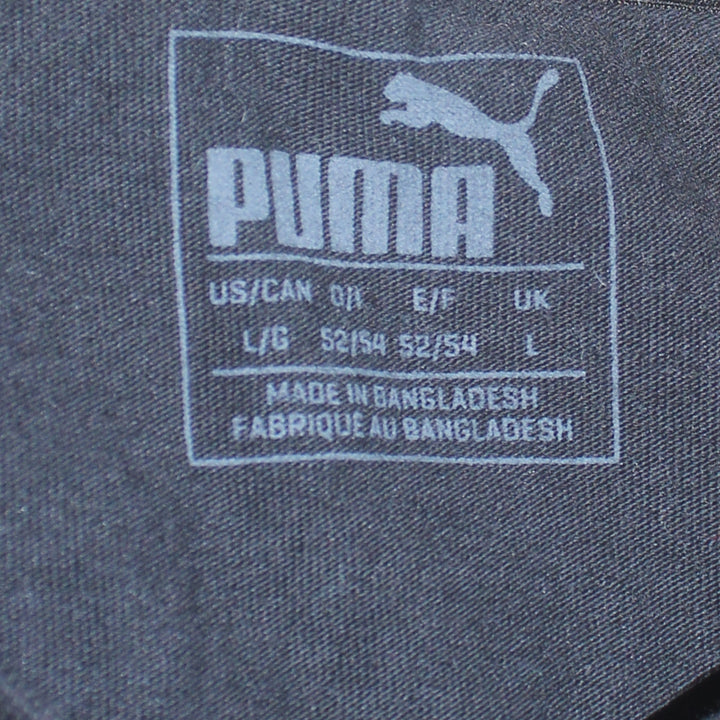 PUMA
US/CAN D/I E/F UK
L/G 52/54 52/54 L
MADE IN BANGLADESH
FABRIQUE AU BANGLADESH